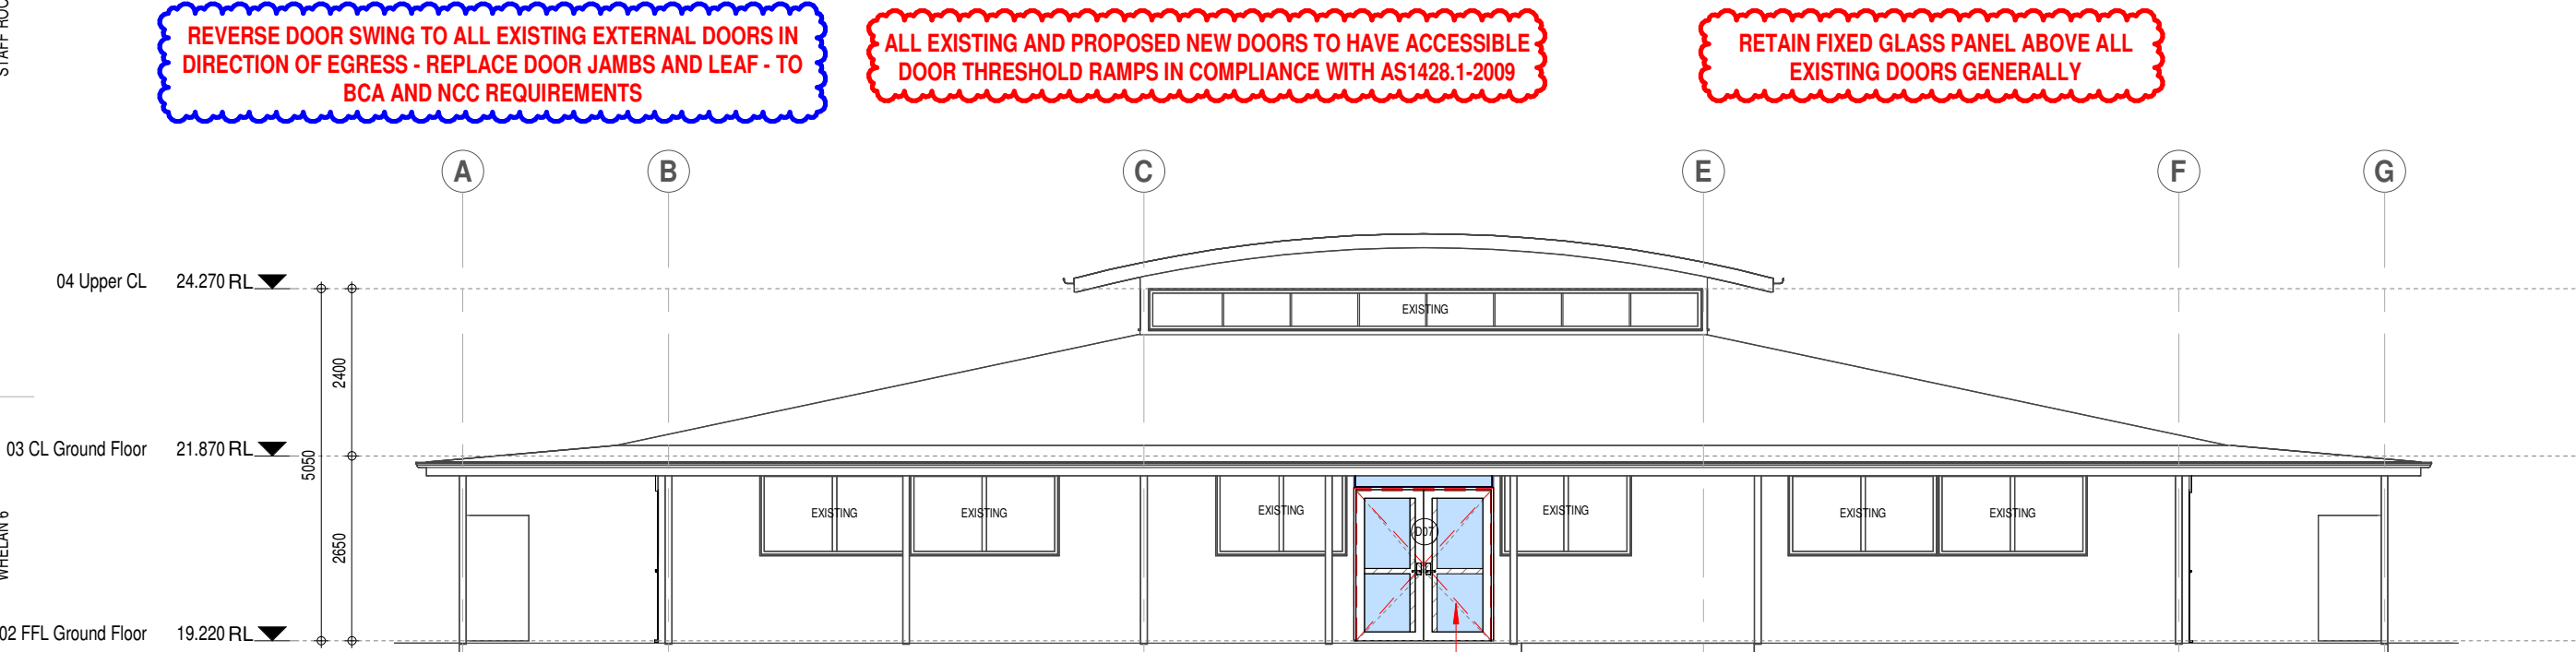 STAFF ROO
REVERSE DOOR SWING TO ALL EXISTING EXTERNAL DOORS IN
DIRECTION OF EGRESS - REPLACE DOOR JAMBS AND LEAF - TO
BCA AND NCC REQUIREMENTS
ALL EXISTING AND PROPOSED NEW DOORS TO HAVE ACCESSIBLE
DOOR THRESHOLD RAMPS IN COMPLIANCE WITH AS1428.1-2009
RETAIN FIXED GLASS PANEL ABOVE ALL
EXISTING DOORS GENERALLY
A B C E F G
04 Upper CL 24.270 RL
EXISTING
2400
03 CL Ground Floor 21.870 RL
5050
EXISTING EXISTING EXISTING EXISTING EXISTING EXISTING
D07
WHELAN 6
2650
02 FFL Ground Floor 19.220 RL